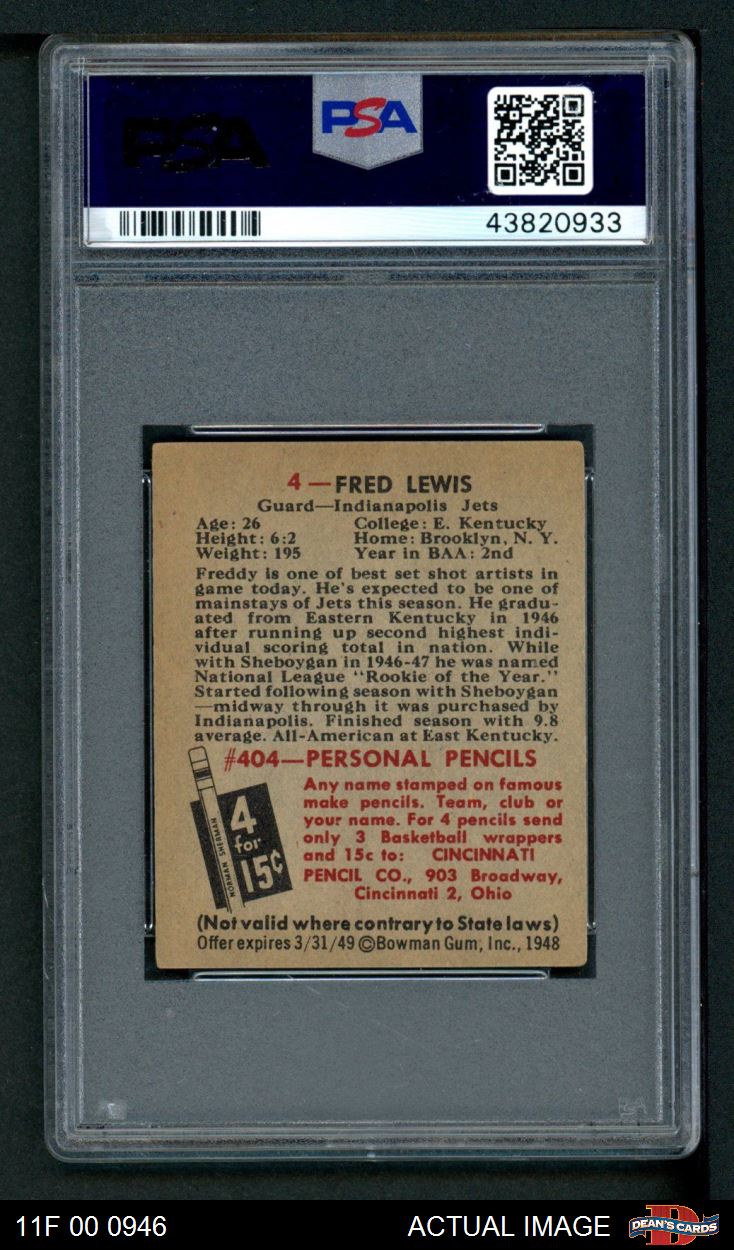 PSA
PSA
43820933
4—FRED LEWIS
Guard—Indianapolis Jets
Age: 26 College: E. Kentucky
Height: 6:2 Home: Brooklyn, N. Y.
Weight: 195 Year in BAA: 2nd
Freddy is one of best set shot artists in
game today. He's expected to be one of
mainstays of Jets this season. He gradu-
ated from Eastern Kentucky in 1946
after running up second highest indi-
vidual scoring total in nation. While
with Sheboygan in 1946-47 he was named
National League "Rookie of the Year."
Started following season with Sheboygan
—midway through it was purchased by
Indianapolis. Finished season with 9.8
average. All-American at East Kentucky.
#404—PERSONAL PENCILS
Any name stamped on famous
make pencils. Team, club or
your name. For 4 pencils send
only 3 Basketball wrappers
and 15c to: CINCINNATI
PENCIL CO., 903 Broadway,
Cincinnati 2, Ohio
NORMAN SHERMAN
4
for
15¢
(Not valid where contrary to State laws)
Offer expires 3/31/49 ©Bowman Gum, Inc., 1948
11F 00 0946
ACTUAL IMAGE
DEAN'S CARDS